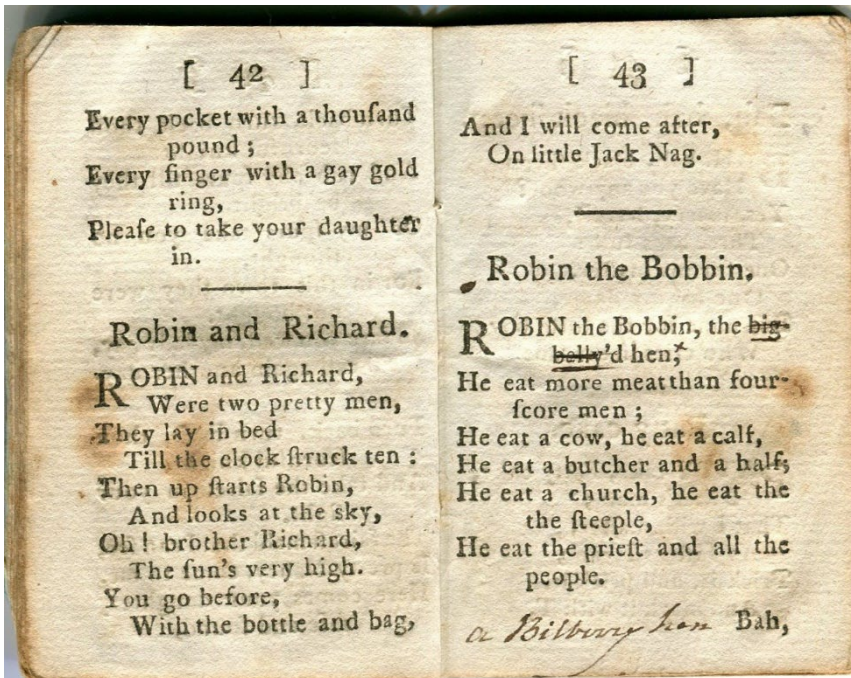 [ 42 ]
Every pocket with a thouſand
pound ;
Every finger with a gay gold
ring,
Pleaſe to take your daughter
in.
Robin and Richard.
ROBIN and Richard,
Were two pretty men,
They lay in bed
Till the clock ſtruck ten :
Then up ſtarts Robin,
And looks at the sky,
Oh ! brother Richard,
The ſun's very high.
You go before,
With the bottle and bag,
[ 43 ]
And I will come after,
On little Jack Nag.
Robin the Bobbin.
ROBIN the Bobbin, the big-
belly'd hen;
He eat more meat than four-
ſcore men ;
He eat a cow, he eat a calf,
He eat a butcher and a half;
He eat a church, he eat the
the ſteeple,
He eat the prieſt and all the
people.
a Bilberry hen Bah,